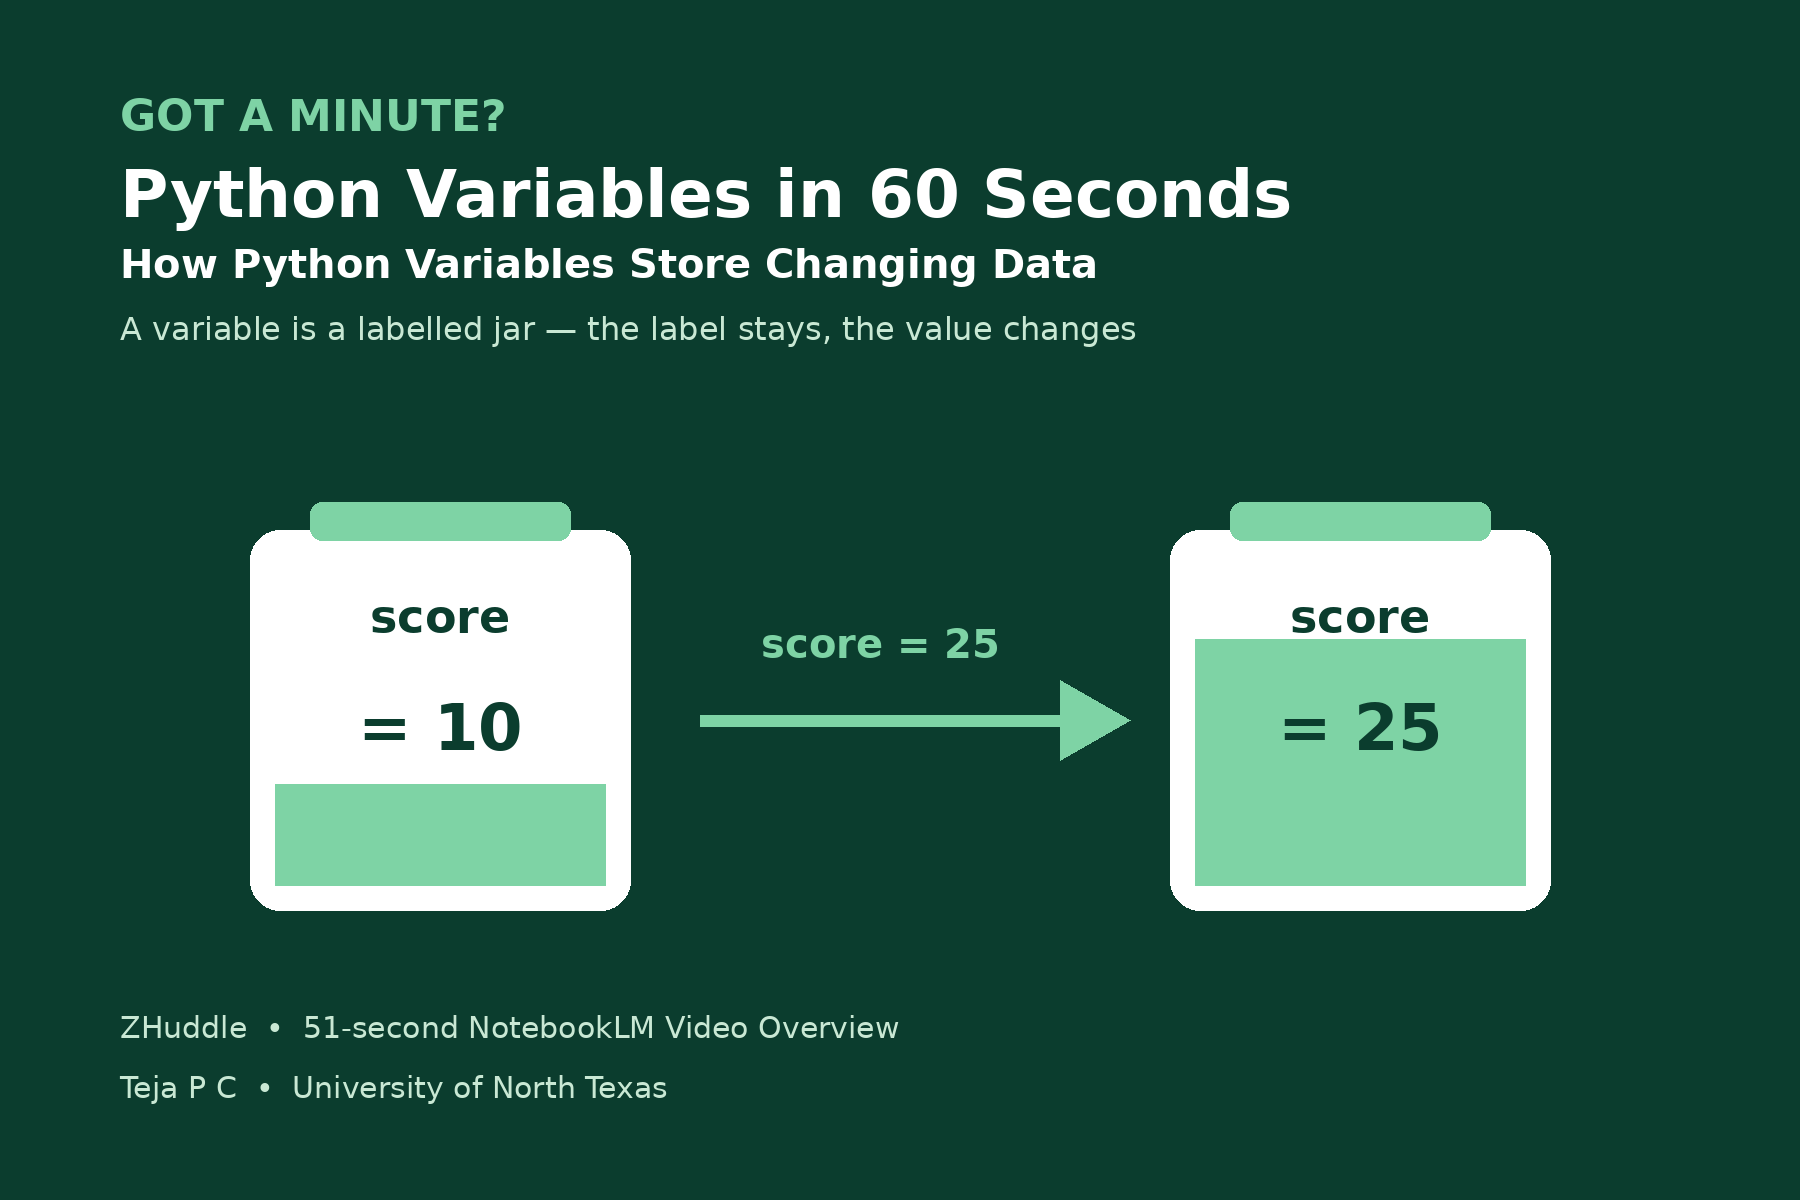 GOT A MINUTE?
Python Variables in 60 Seconds
How Python Variables Store Changing Data
A variable is a labelled jar — the label stays, the value changes
score
= 10
score = 25
score
= 25
ZHuddle • 51-second NotebookLM Video Overview
Teja P C • University of North Texas